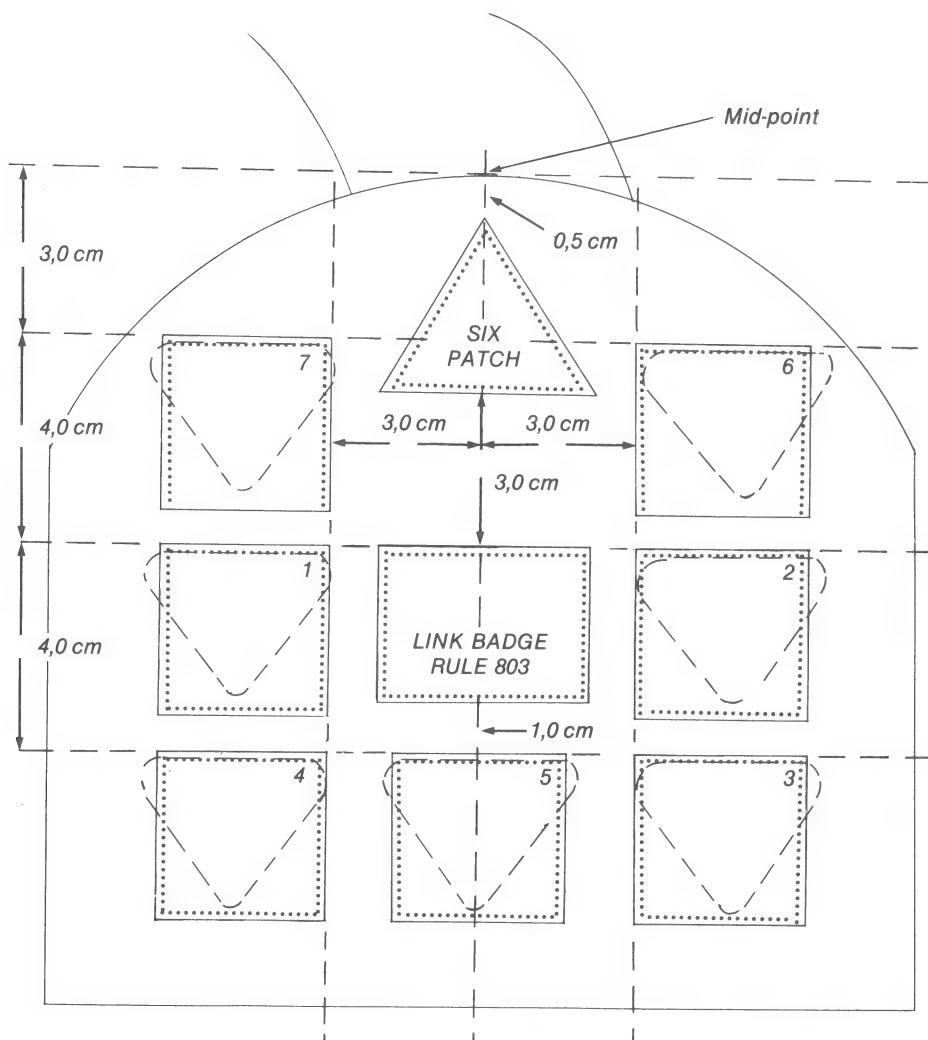 Mid-point
3,0 cm
0,5 cm
SIX
PATCH
7
6
4,0 cm
3,0 cm
3,0 cm
3,0 cm
1
2
4,0 cm
LINK BADGE
RULE 803
1,0 cm
4
5
3